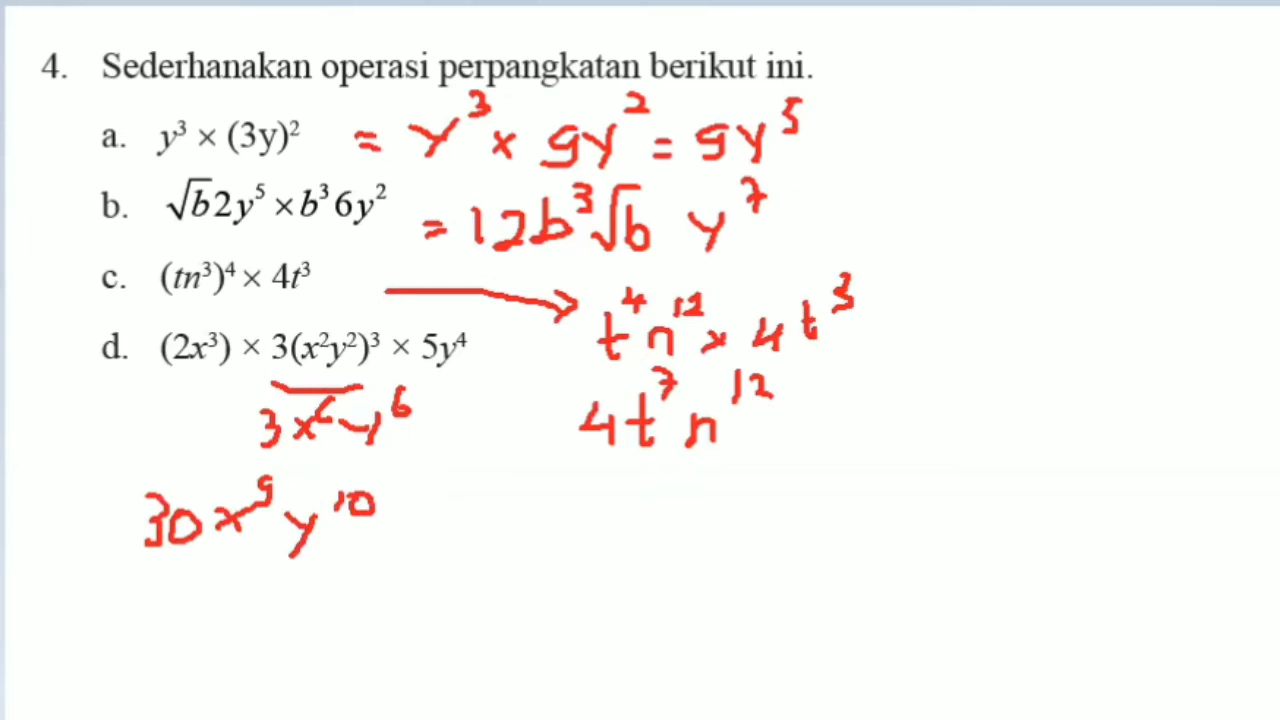 4. Sederhanakan operasi perpangkatan berikut ini.
a. y³ × (3y)² = y³ × 9y² = 9y⁵
b. √b2y⁵ × b³6y² = 12b³√b y⁷
c. (tn³)⁴ × 4t³ → t⁴n¹² × 4t³
d. (2x³) × 3(x²y²)³ × 5y⁴
3x⁶y⁶ 4t⁷n¹²
30x⁹y¹⁰